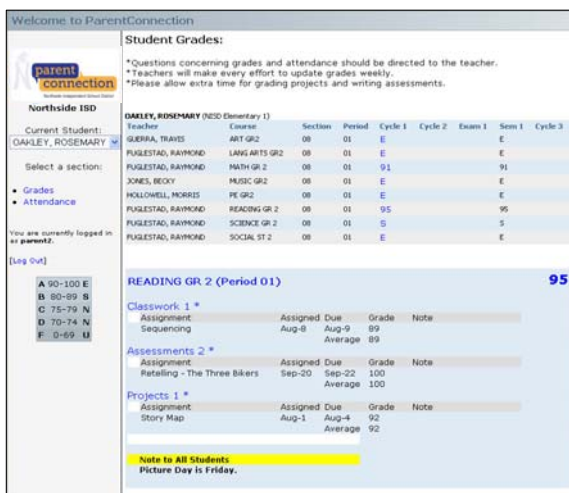 Welcome to ParentConnection
parent
connection
Northside Independent School District
Northside ISD
Current Student:
OAKLEY, ROSEMARY
Select a section:
Grades
Attendance
You are currently logged in
as parent2.
[Log Out]
A 90-100 E
B 80-89 S
C 75-79 N
D 70-74 N
F 0-69 U
Student Grades:
*Questions concerning grades and attendance should be directed to the teacher.
*Teachers will make every effort to update grades weekly.
*Please allow extra time for grading projects and writing assessments.
OAKLEY, ROSEMARY (NISD Elementary 1)
Teacher Course Section Period Cycle 1 Cycle 2 Exam 1 Sem 1 Cycle 3
GUERRA, TRAVIS ART GR2 08 01 E E
FUGLESTAD, RAYMOND LANG ARTS GR2 08 01 E E
FUGLESTAD, RAYMOND MATH GR 2 08 01 91 91
JONES, BECKY MUSIC GR2 08 01 E E
HOLLOWELL, MORRIS PE GR2 08 01 E E
FUGLESTAD, RAYMOND READING GR 2 08 01 95 95
FUGLESTAD, RAYMOND SCIENCE GR 2 08 01 S S
FUGLESTAD, RAYMOND SOCIAL ST 2 08 01 E E
READING GR 2 (Period 01) 95
Classwork 1 *
Assignment Assigned Due Grade Note
Sequencing Aug-8 Aug-9 89
Average 89
Assessments 2 *
Assignment Assigned Due Grade Note
Retelling - The Three Bikers Sep-20 Sep-22 100
Average 100
Projects 1 *
Assignment Assigned Due Grade Note
Story Map Aug-1 Aug-4 92
Average 92
Note to All Students
Picture Day is Friday.